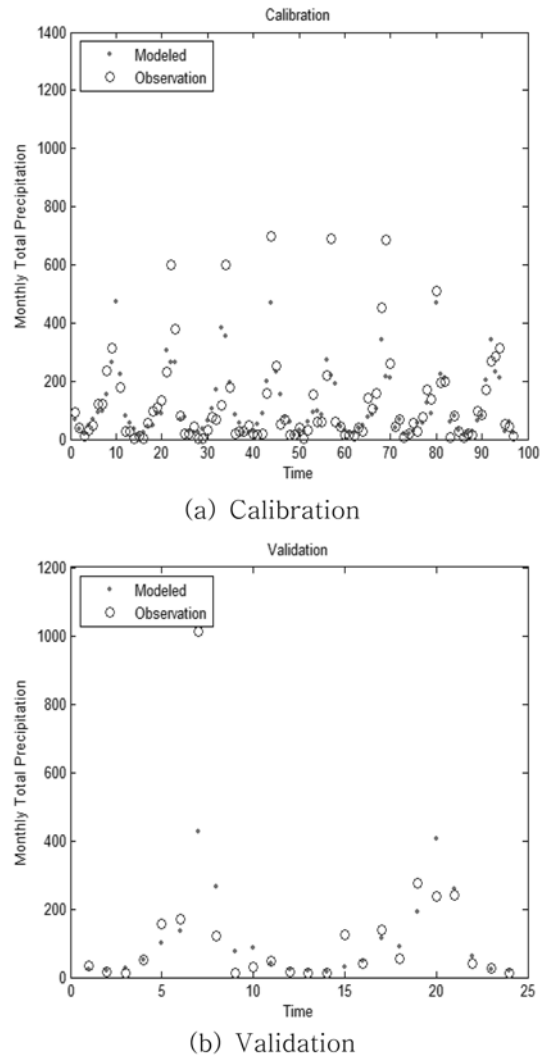 Calibration
1400
1200
1000
800
600
400
200
0
Monthly Total Precipitation
Modeled
Observation
0 10 20 30 40 50 60 70 80 90 100
Time
(a) Calibration
Validation
1200
1000
800
600
400
200
0
Monthly Total Precipitation
Modeled
Observation
0 5 10 15 20 25
Time
(b) Validation